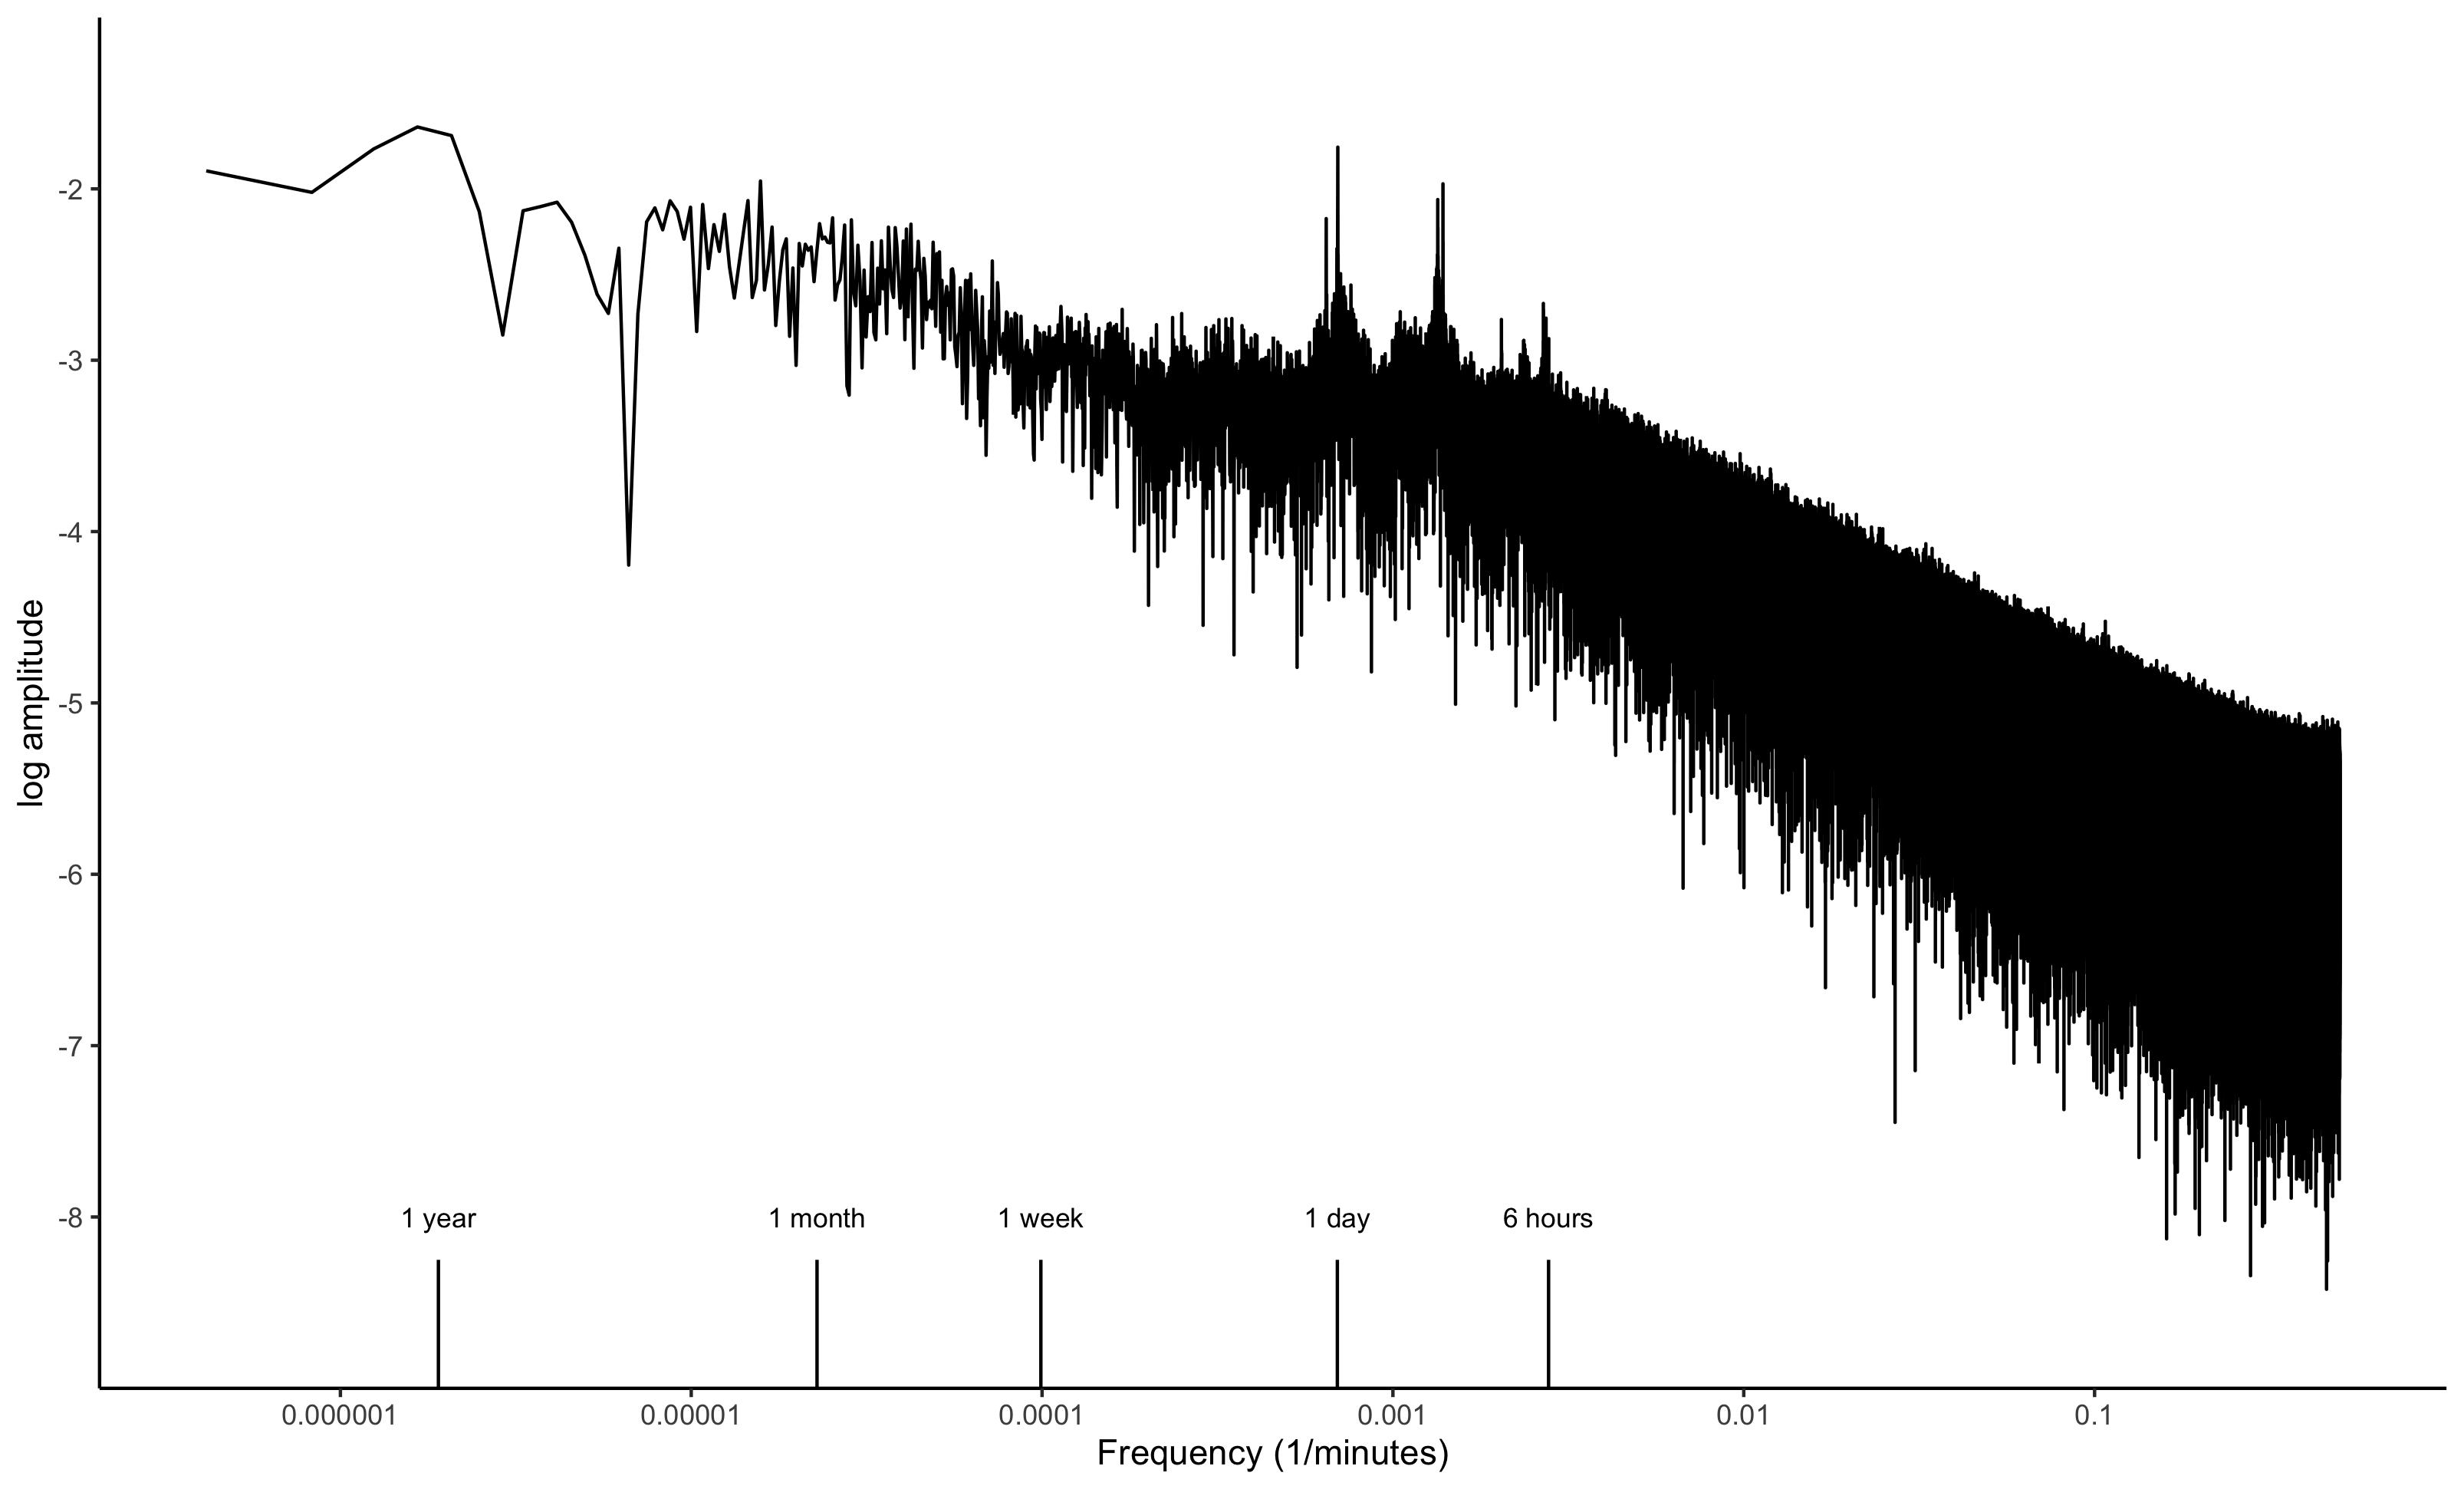 log amplitude
-2
-3
-4
-5
-6
-7
-8
1 year
1 month
1 week
1 day
6 hours
0.000001
0.00001
0.0001
0.001
0.01
0.1
Frequency (1/minutes)